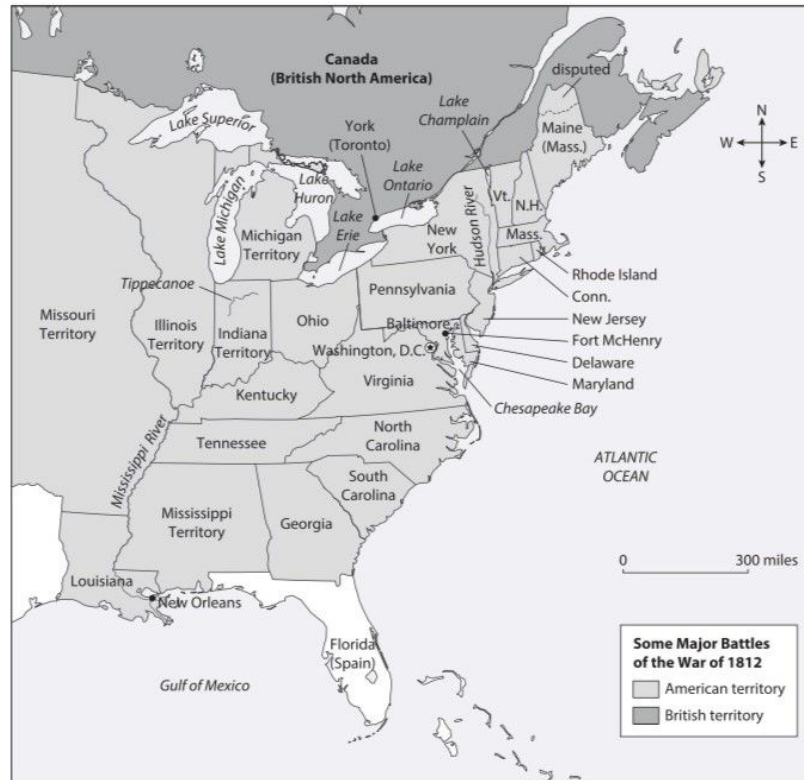 Canada
(British North America)
disputed
Lake
Champlain
Lake Superior
York
(Toronto)
Maine
(Mass.)
N
W
E
S
Lake
Ontario
Lake
Huron
Lake Michigan
Vt.
N.H.
Lake
Erie
New
York
Hudson River
Mass.
Michigan
Territory
Rhode Island
Conn.
Tippecanoe
Pennsylvania
New Jersey
Missouri
Territory
Illinois
Territory
Indiana
Territory
Ohio
Baltimore
Fort McHenry
Washington, D.C.
Delaware
Maryland
Virginia
Kentucky
Chesapeake Bay
Mississippi River
Tennessee
North
Carolina
ATLANTIC
OCEAN
South
Carolina
Mississippi
Territory
Georgia
0
300 miles
Louisiana
New Orleans
Florida
(Spain)
Gulf of Mexico
Some Major Battles
of the War of 1812
American territory
British territory